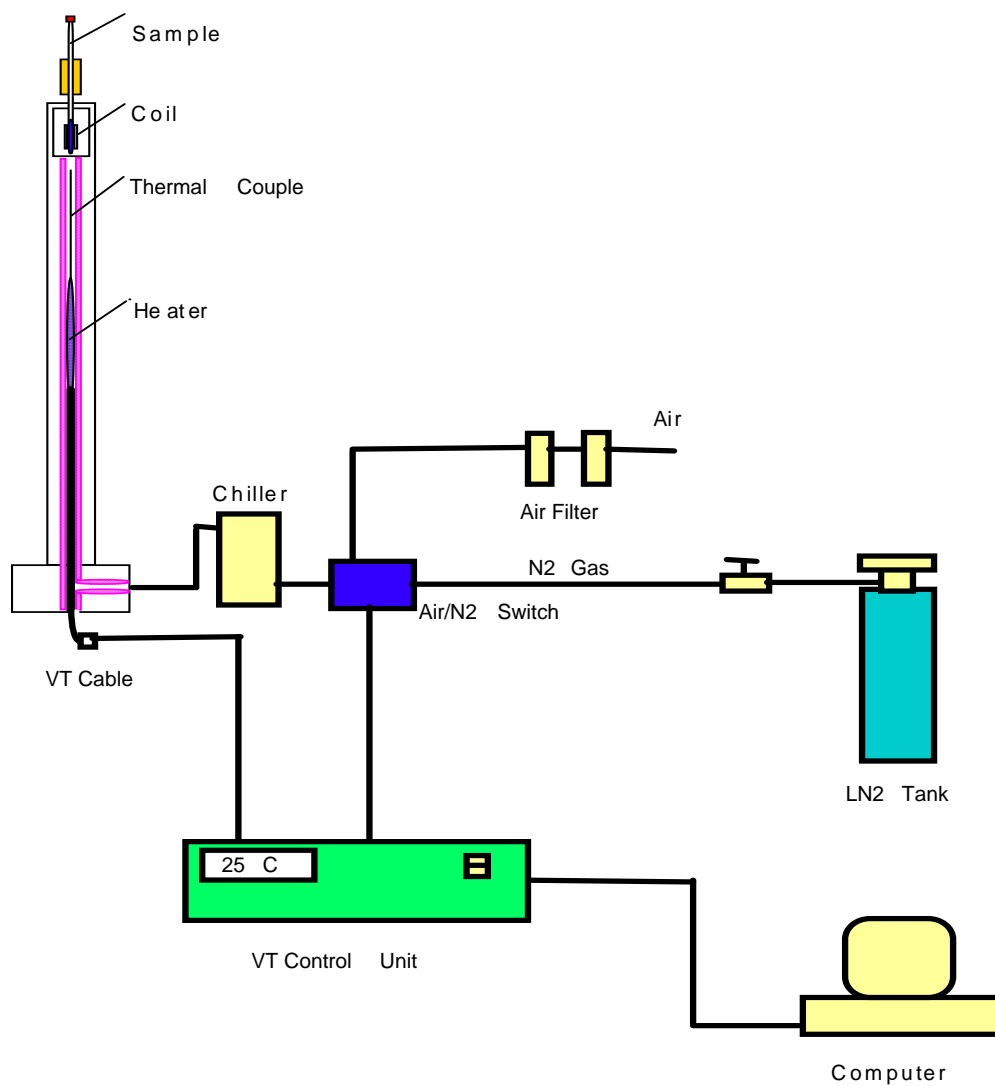 Sample
Coil
Thermal Couple
Heater
Air
Chiller
Air Filter
N2 Gas
Air/N2 Switch
VT Cable
LN2 Tank
25 C
VT Control Unit
Computer